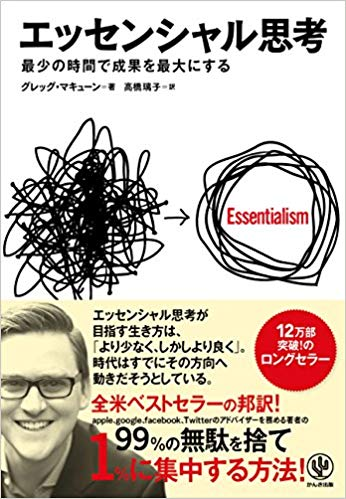 エッセンシャル思考
最少の時間で成果を最大にする
グレッグ・マキューン=著 高橋璃子=訳
Essentialism
エッセンシャル思考が
目指す生き方は、
「より少なく、しかしより良く」。
時代はすでにその方向へ
動きだそうとしている。
12万部
突破!の
ロングセラー
全米ベストセラーの邦訳!
apple,google,facebook,Twitterのアドバイザーを務める著者の
99%の無駄を捨て
1%に集中する方法!
かんき出版